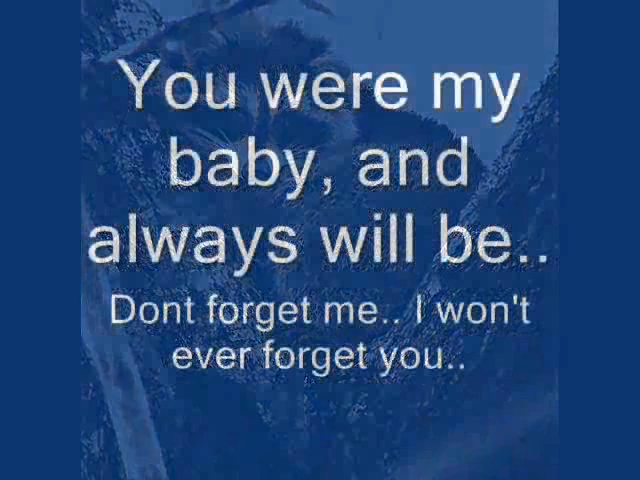 You were my
baby, and
always will be..
Dont forget me.. I won't
ever forget you..